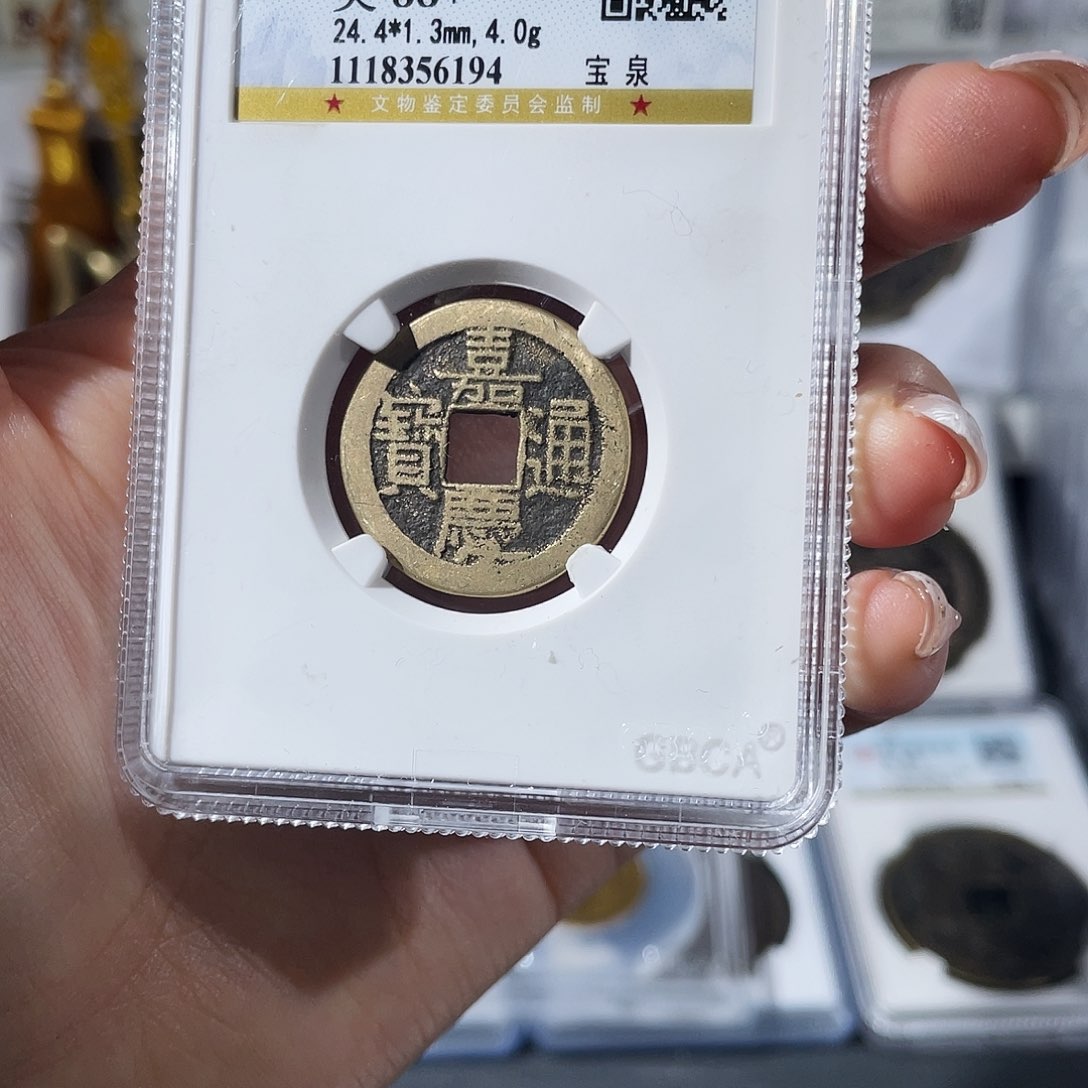 24.4*1.3mm, 4.0g
1118356194 宝泉
★ 文物鉴定委员会监制 ★
嘉慶通寶
GBCA®